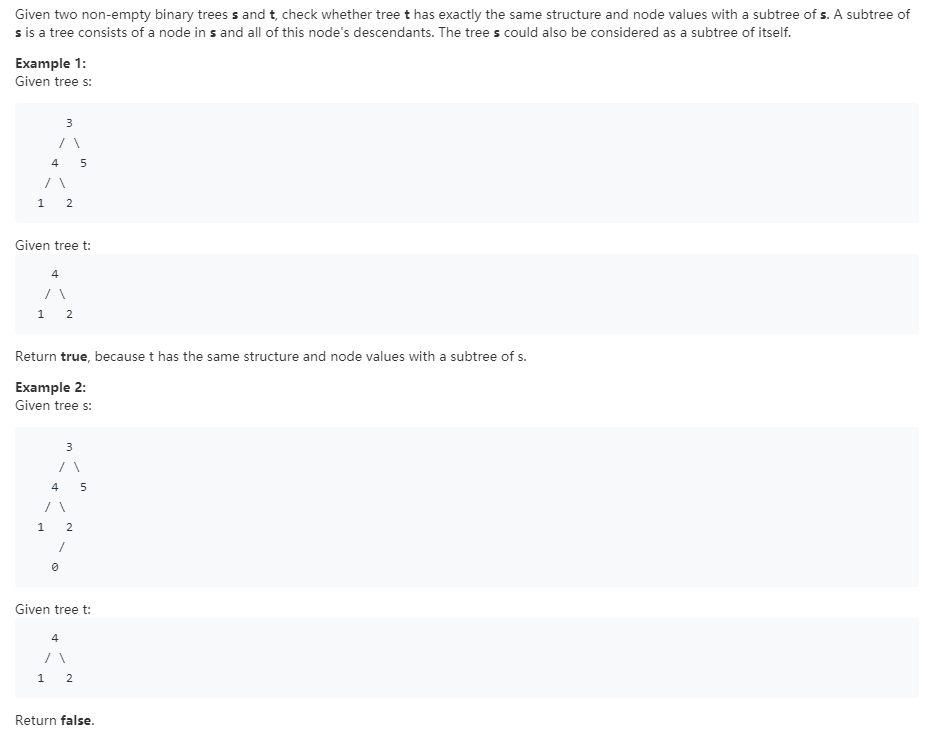 Given two non-empty binary trees s and t, check whether tree t has exactly the same structure and node values with a subtree of s. A subtree of
s is a tree consists of a node in s and all of this node's descendants. The tree s could also be considered as a subtree of itself.
Example 1:
Given tree s:
3
/ \
4 5
/ \
1 2
Given tree t:
4
/ \
1 2
Return true, because t has the same structure and node values with a subtree of s.
Example 2:
Given tree s:
3
/ \
4 5
/ \
1 2
/
0
Given tree t:
4
/ \
1 2
Return false.